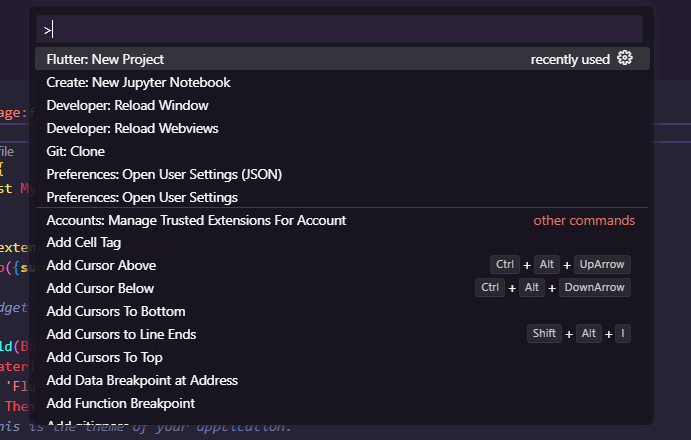 >
Flutter: New Project recently used
Create: New Jupyter Notebook
age:f
Developer: Reload Window
Developer: Reload Webviews
file
Git: Clone
{
Preferences: Open User Settings (JSON)
st My
Preferences: Open User Settings
Accounts: Manage Trusted Extensions For Account other commands
Add Cell Tag
exten
Add Cursor Above Ctrl + Alt + UpArrow
({su
Add Cursor Below Ctrl + Alt + DownArrow
dget
Add Cursors To Bottom
Add Cursors to Line Ends Shift + Alt + I
ld(Bu
Add Cursors To Top
ateri
Add Data Breakpoint at Address
'Flu
Add Function Breakpoint
Them
his is the theme of your application.